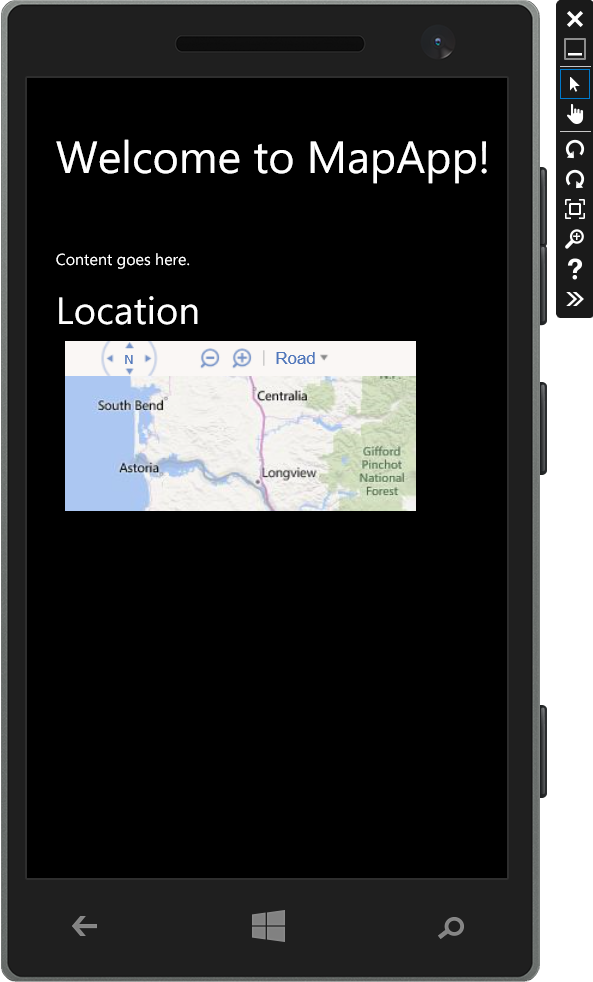 Welcome to MapApp!
Content goes here.
Location
N
Road
South Bend
Centralia
Astoria
Longview
Gifford
Pinchot
National
Forest
?